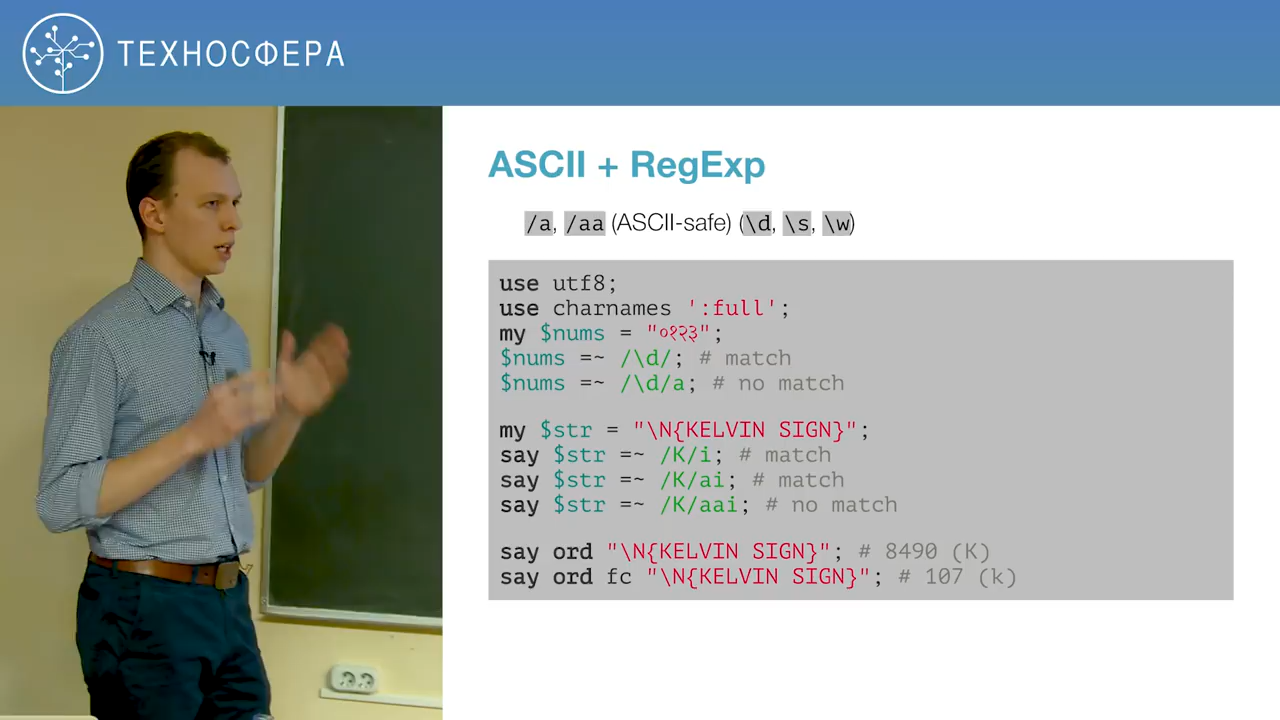 ТЕХНОСФЕРА
ASCII + RegExp
/a, /aa (ASCII-safe) (\d, \s, \w)
use utf8;
use charnames ':full';
my $nums = "०१२३";
$nums =~ /\d/; # match
$nums =~ /\d/a; # no match
my $str = "\N{KELVIN SIGN}";
say $str =~ /K/i; # match
say $str =~ /K/ai; # match
say $str =~ /K/aai; # no match
say ord "\N{KELVIN SIGN}"; # 8490 (K)
say ord fc "\N{KELVIN SIGN}"; # 107 (k)